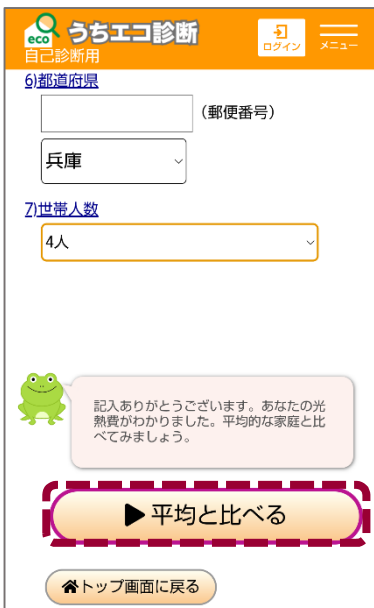 eco うちエコ診断
自己診断用
ログイン
メニュー
6)都道府県
（郵便番号）
兵庫
7)世帯人数
4人
記入ありがとうございます。あなたの光
熱費がわかりました。平均的な家庭と比
べてみましょう。
▶平均と比べる
トップ画面に戻る